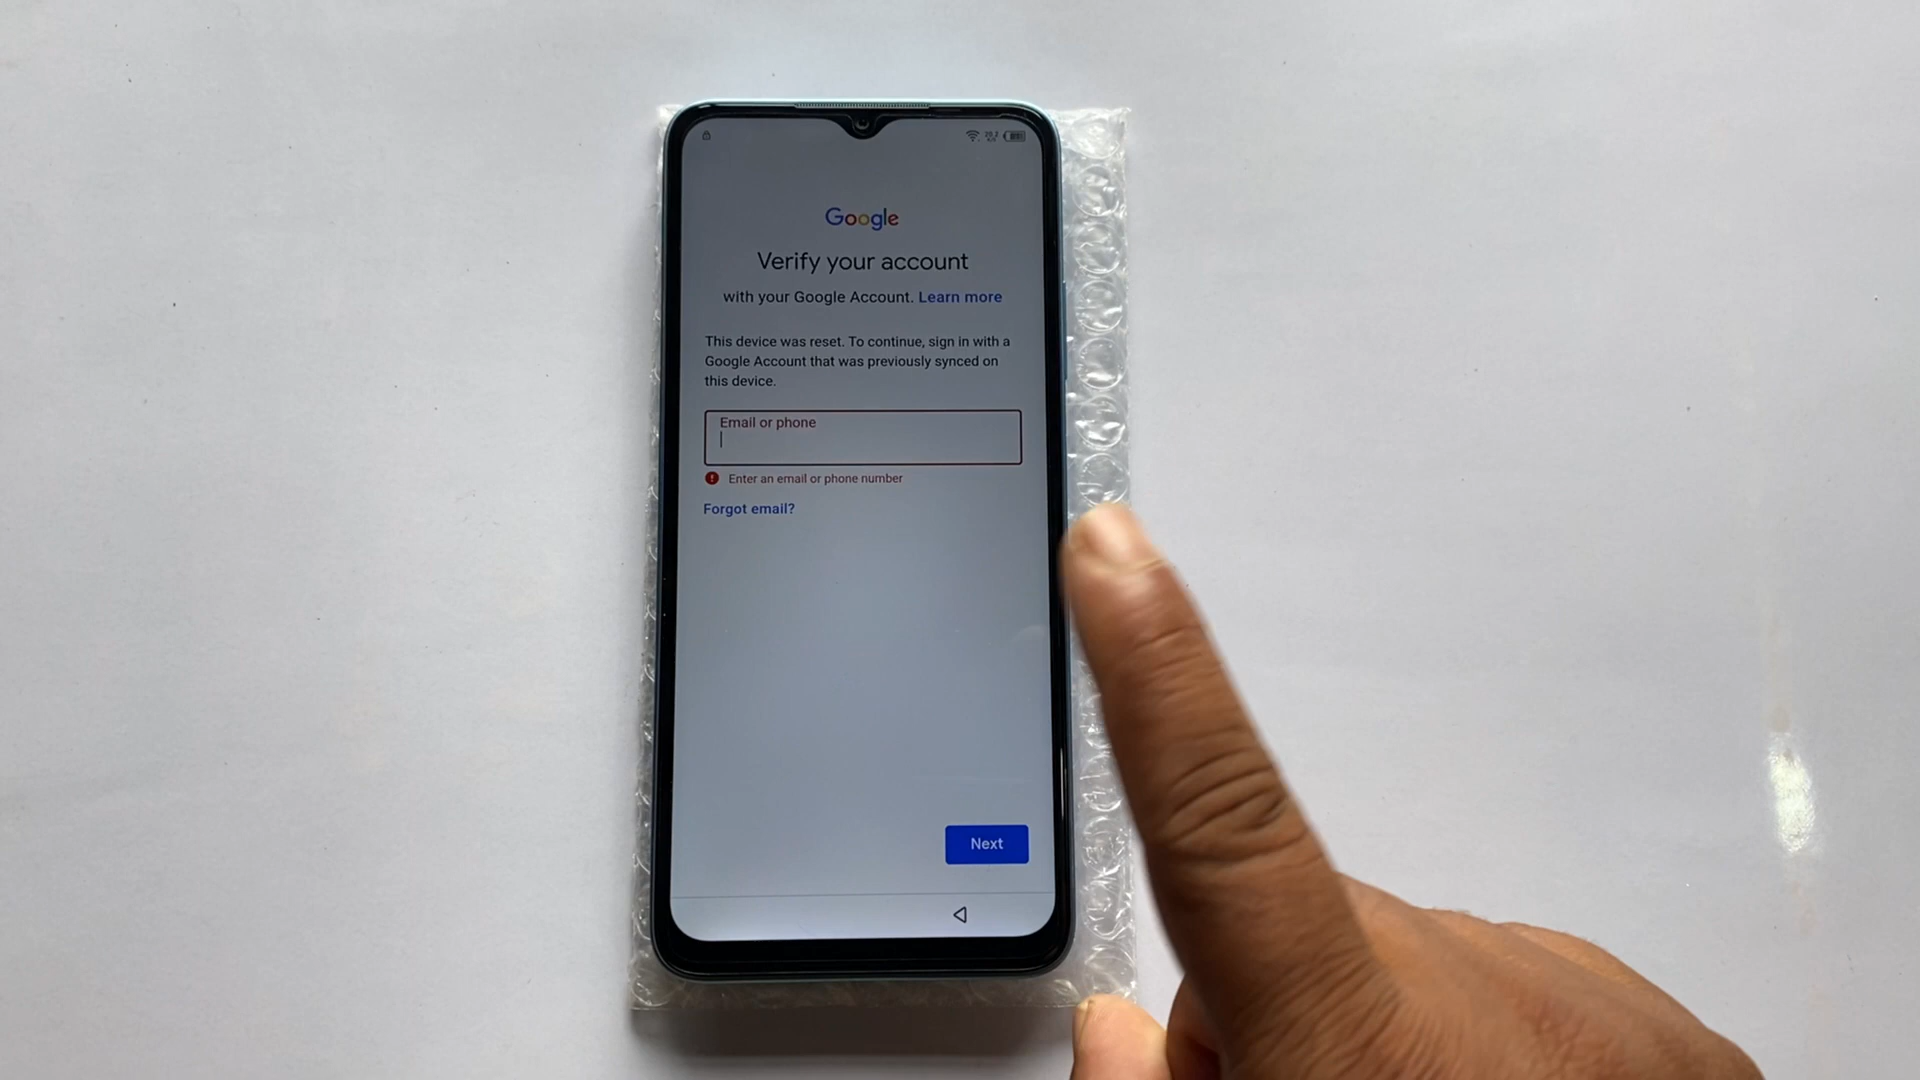 Google
Verify your account
with your Google Account. Learn more
This device was reset. To continue, sign in with a
Google Account that was previously synced on
this device.
Email or phone
Enter an email or phone number
Forgot email?
Next